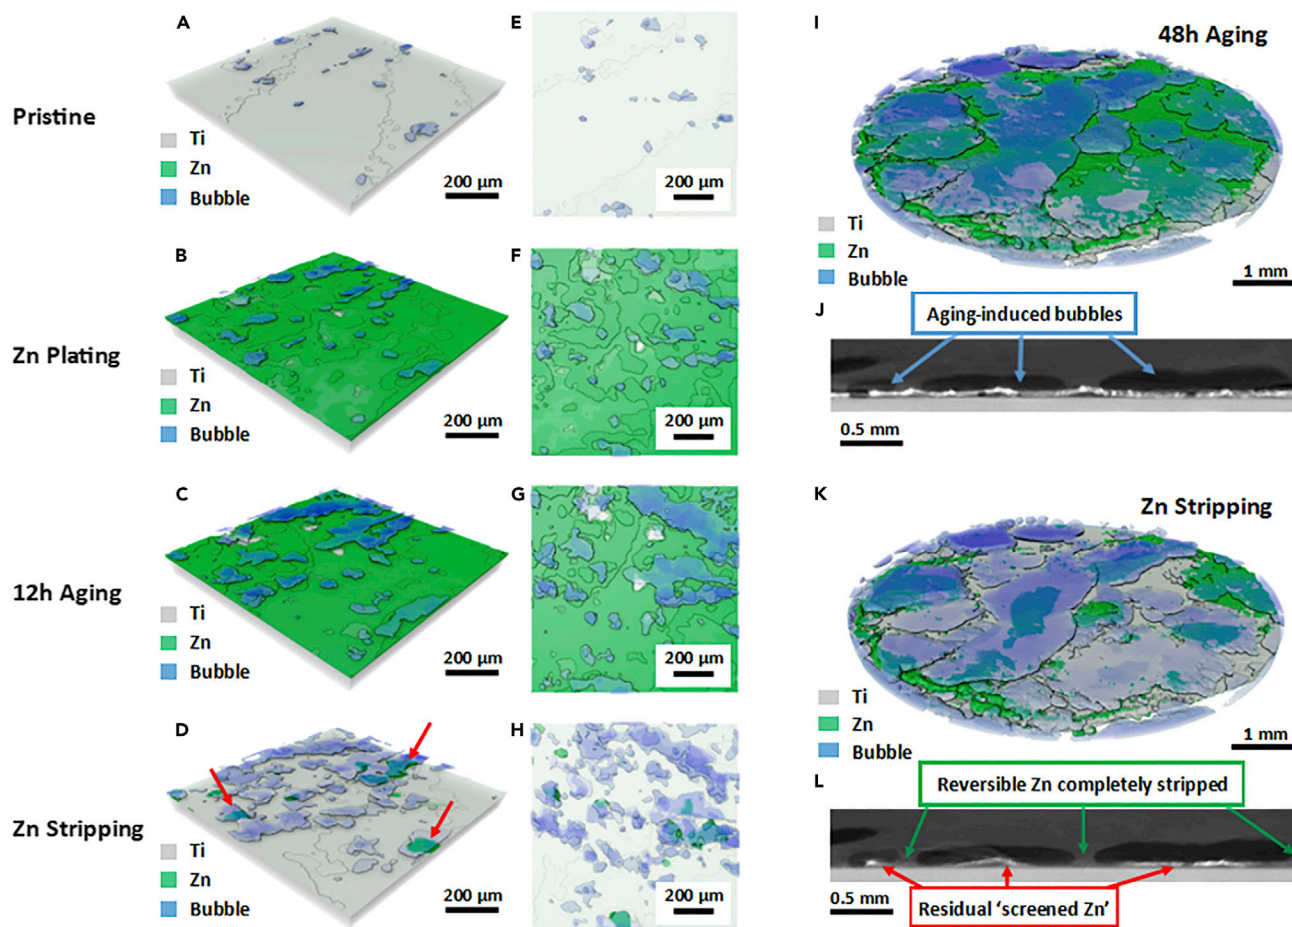 A
Pristine
Ti
Zn
Bubble
200 µm
E
200 µm
B
Zn Plating
Ti
Zn
Bubble
200 µm
F
200 µm
C
12h Aging
Ti
Zn
Bubble
200 µm
G
200 µm
D
Zn Stripping
Ti
Zn
Bubble
200 µm
H
200 µm
I
48h Aging
Ti
Zn
Bubble
1 mm
J
Aging-induced bubbles
0.5 mm
K
Zn Stripping
Ti
Zn
Bubble
1 mm
L
Reversible Zn completely stripped
0.5 mm
Residual ‘screened Zn’